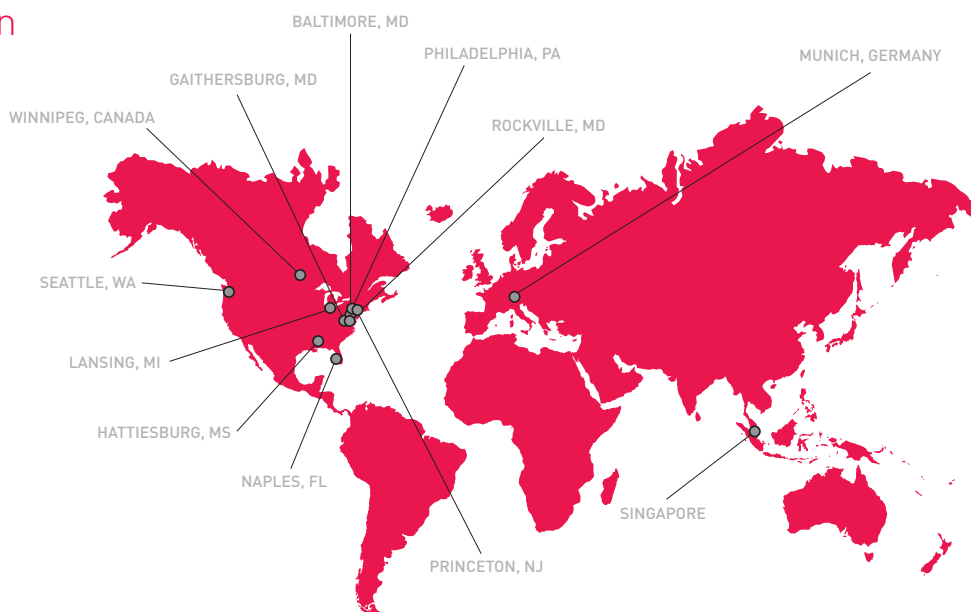 n
BALTIMORE, MD
PHILADELPHIA, PA
MUNICH, GERMANY
GAITHERSBURG, MD
WINNIPEG, CANADA
ROCKVILLE, MD
SEATTLE, WA
LANSING, MI
HATTIESBURG, MS
NAPLES, FL
SINGAPORE
PRINCETON, NJ